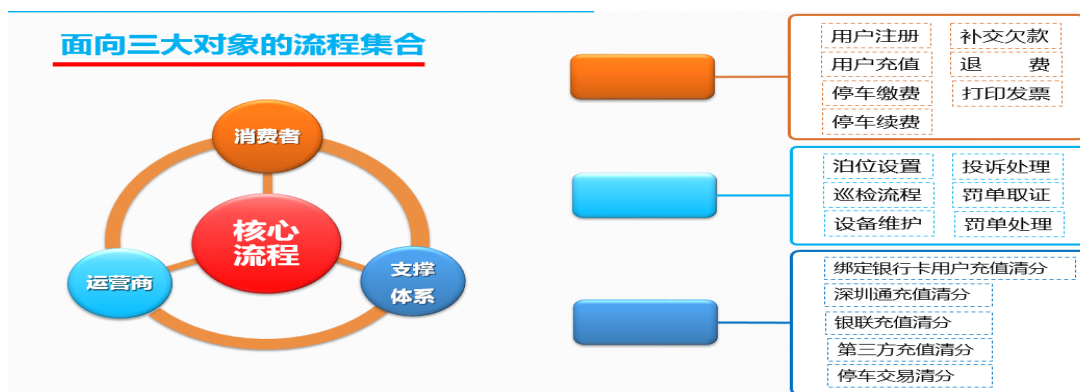 面向三大对象的流程集合
消费者
核心
流程
运营商
支撑
体系
用户注册 补交欠款
用户充值 退 费
停车缴费 打印发票
停车续费
泊位设置 投诉处理
巡检流程 罚单取证
设备维护 罚单处理
绑定银行卡用户充值清分
深圳通充值清分
银联充值清分
第三方充值清分
停车交易清分